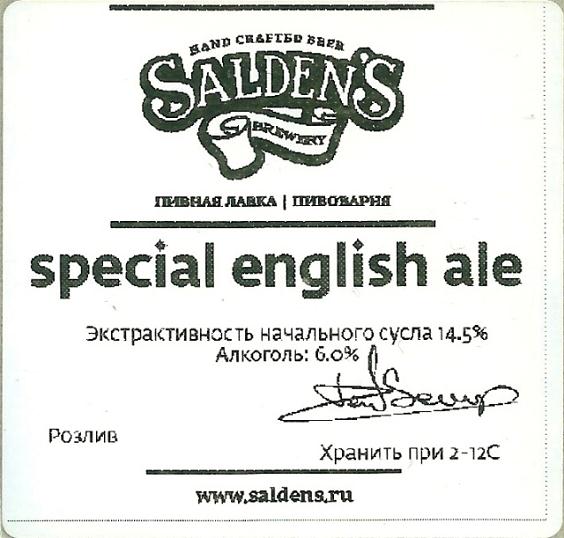 HAND CRAFTED BEER
SALDEN'S
BREWERY
ПИВНАЯ ЛАВКА | ПИВОВАРНЯ
special english ale
Экстрактивность начального сусла 14.5%
Алкоголь: 6.0%
Розлив
Хранить при 2-12С
www.saldens.ru